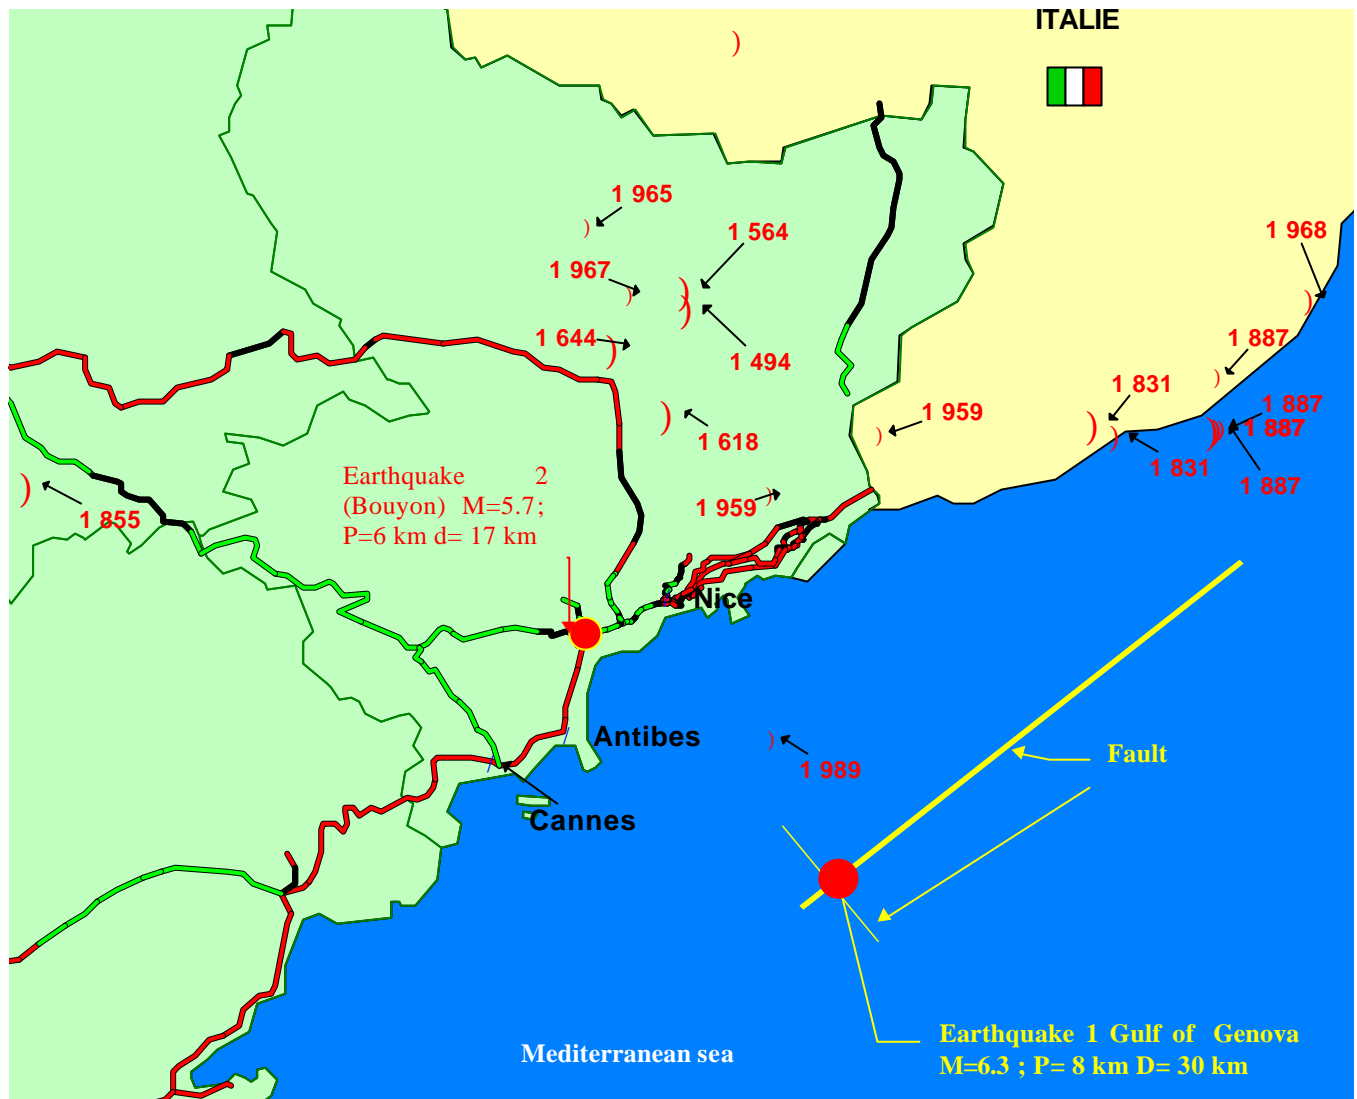 ITALIE
1 965
1 564
1 968
1 967
1 644
1 494
1 887
1 831
1 959
1 887
1 887
1 618
1 831
1 887
Earthquake 2
(Bouyon) M=5.7;
P=6 km d= 17 km
1 855
1 959
Nice
Antibes
1 989
Fault
Cannes
Mediterranean sea
Earthquake 1 Gulf of Genova
M=6.3 ; P= 8 km D= 30 km